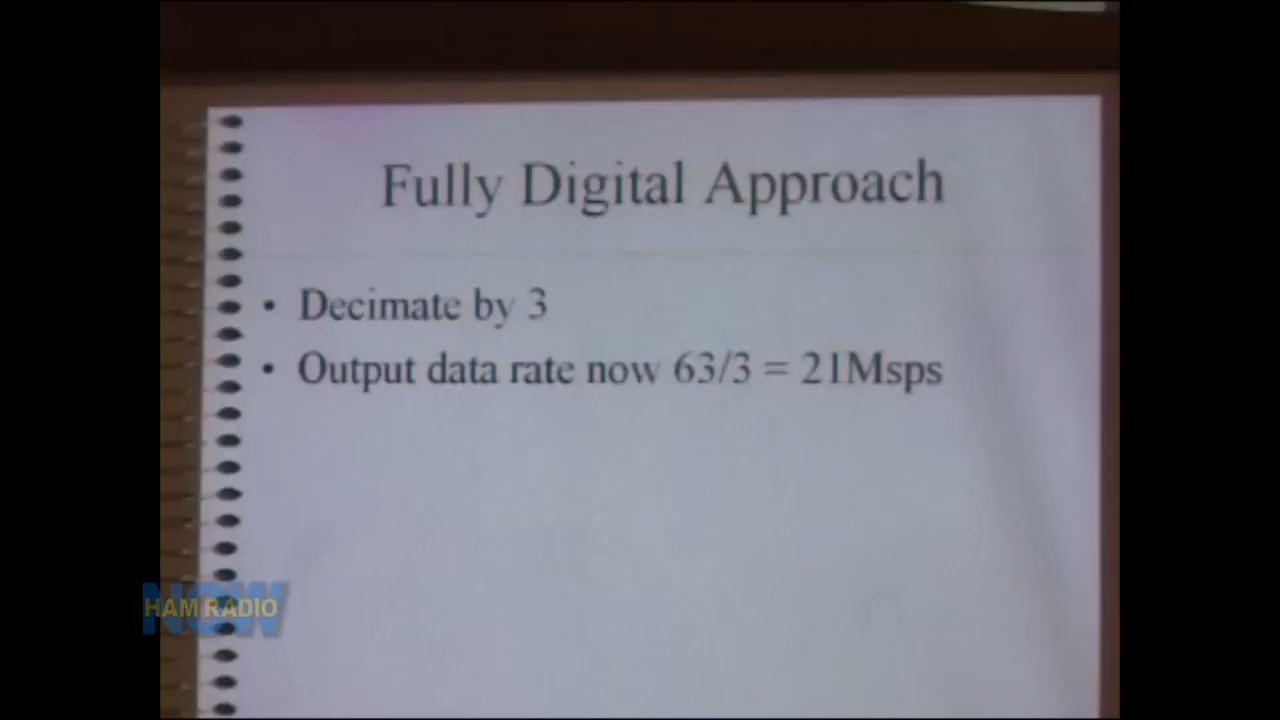 Fully Digital Approach
• Decimate by 3
• Output data rate now 63/3 = 21Msps
HAM RADIO
NOW